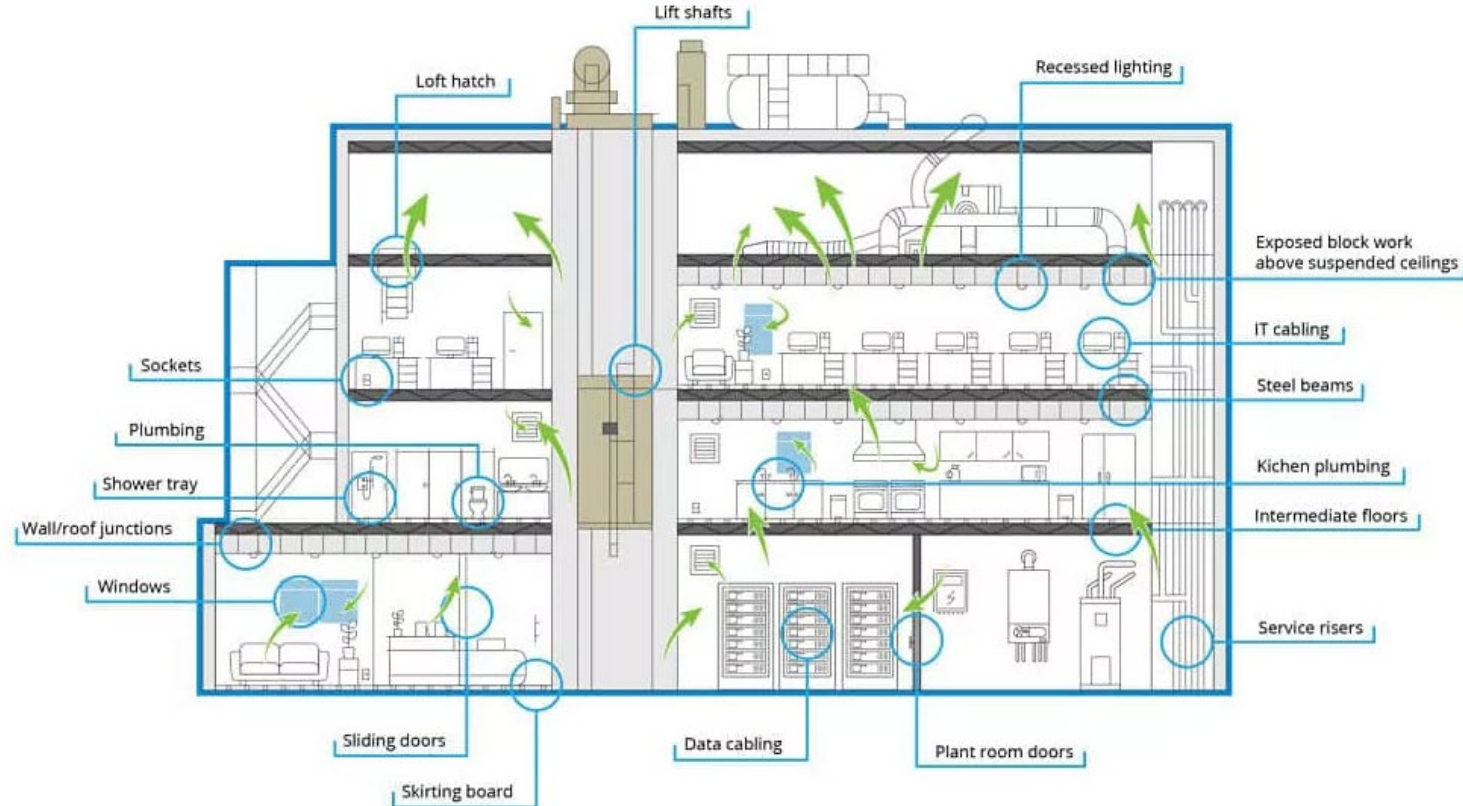 Lift shafts
Loft hatch
Recessed lighting
Exposed block work
above suspended ceilings
IT cabling
Sockets
Steel beams
Plumbing
Kichen plumbing
Shower tray
Intermediate floors
Wall/roof junctions
Windows
Service risers
Sliding doors
Data cabling
Plant room doors
Skirting board